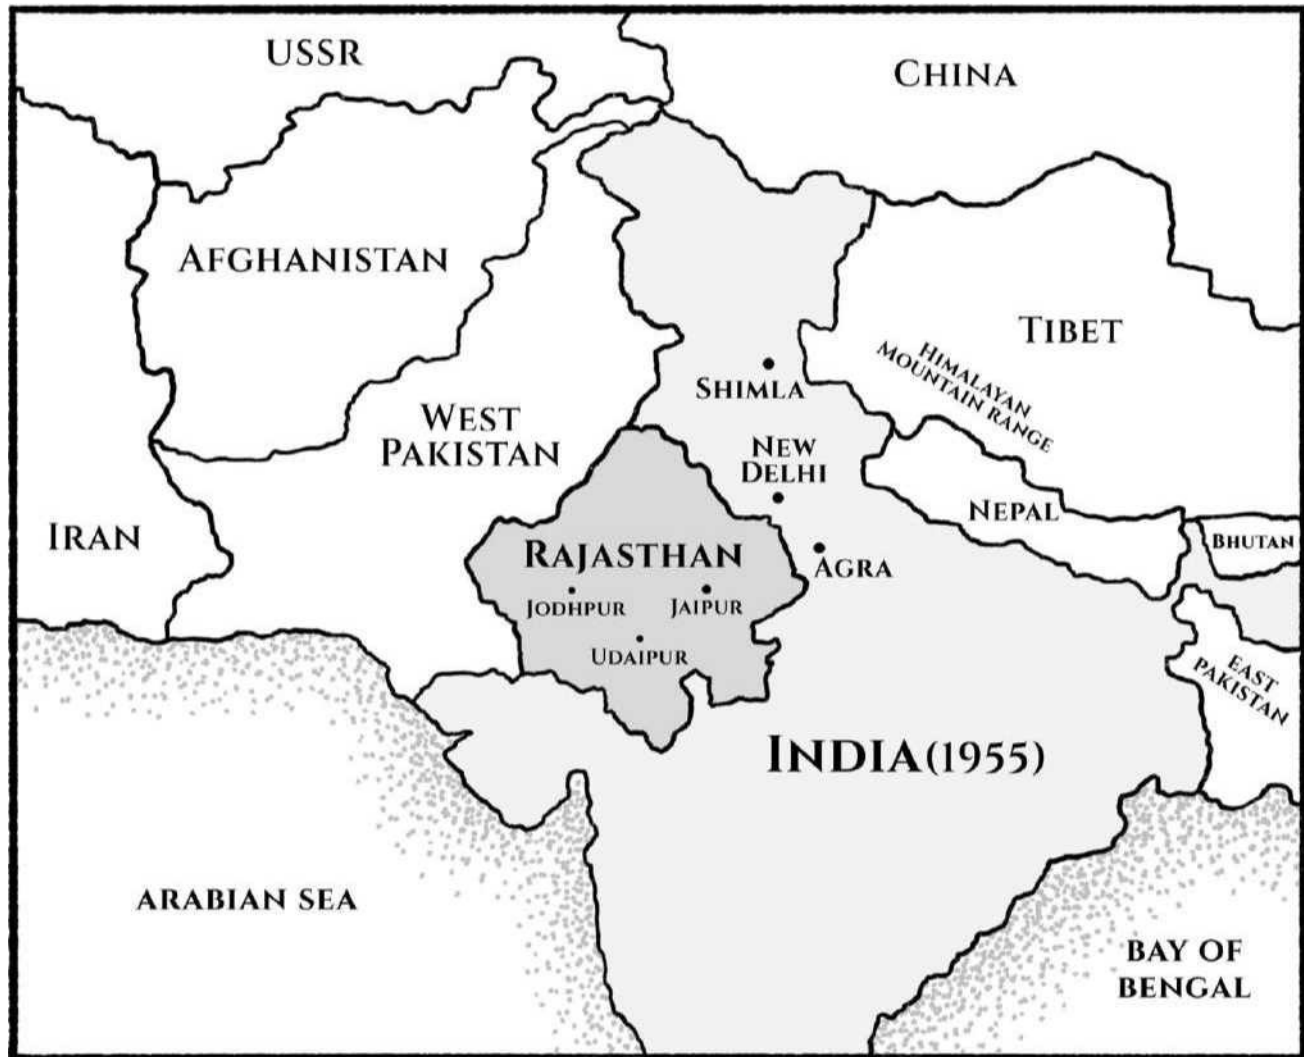 USSR
CHINA
AFGHANISTAN
TIBET
HIMALAYAN
MOUNTAIN RANGE
SHIMLA
WEST
PAKISTAN
NEW
DELHI
NEPAL
IRAN
BHUTAN
RAJASTHAN
AGRA
JODHPUR
JAIPUR
UDAIPUR
EAST
PAKISTAN
INDIA (1955)
ARABIAN SEA
BAY OF
BENGAL